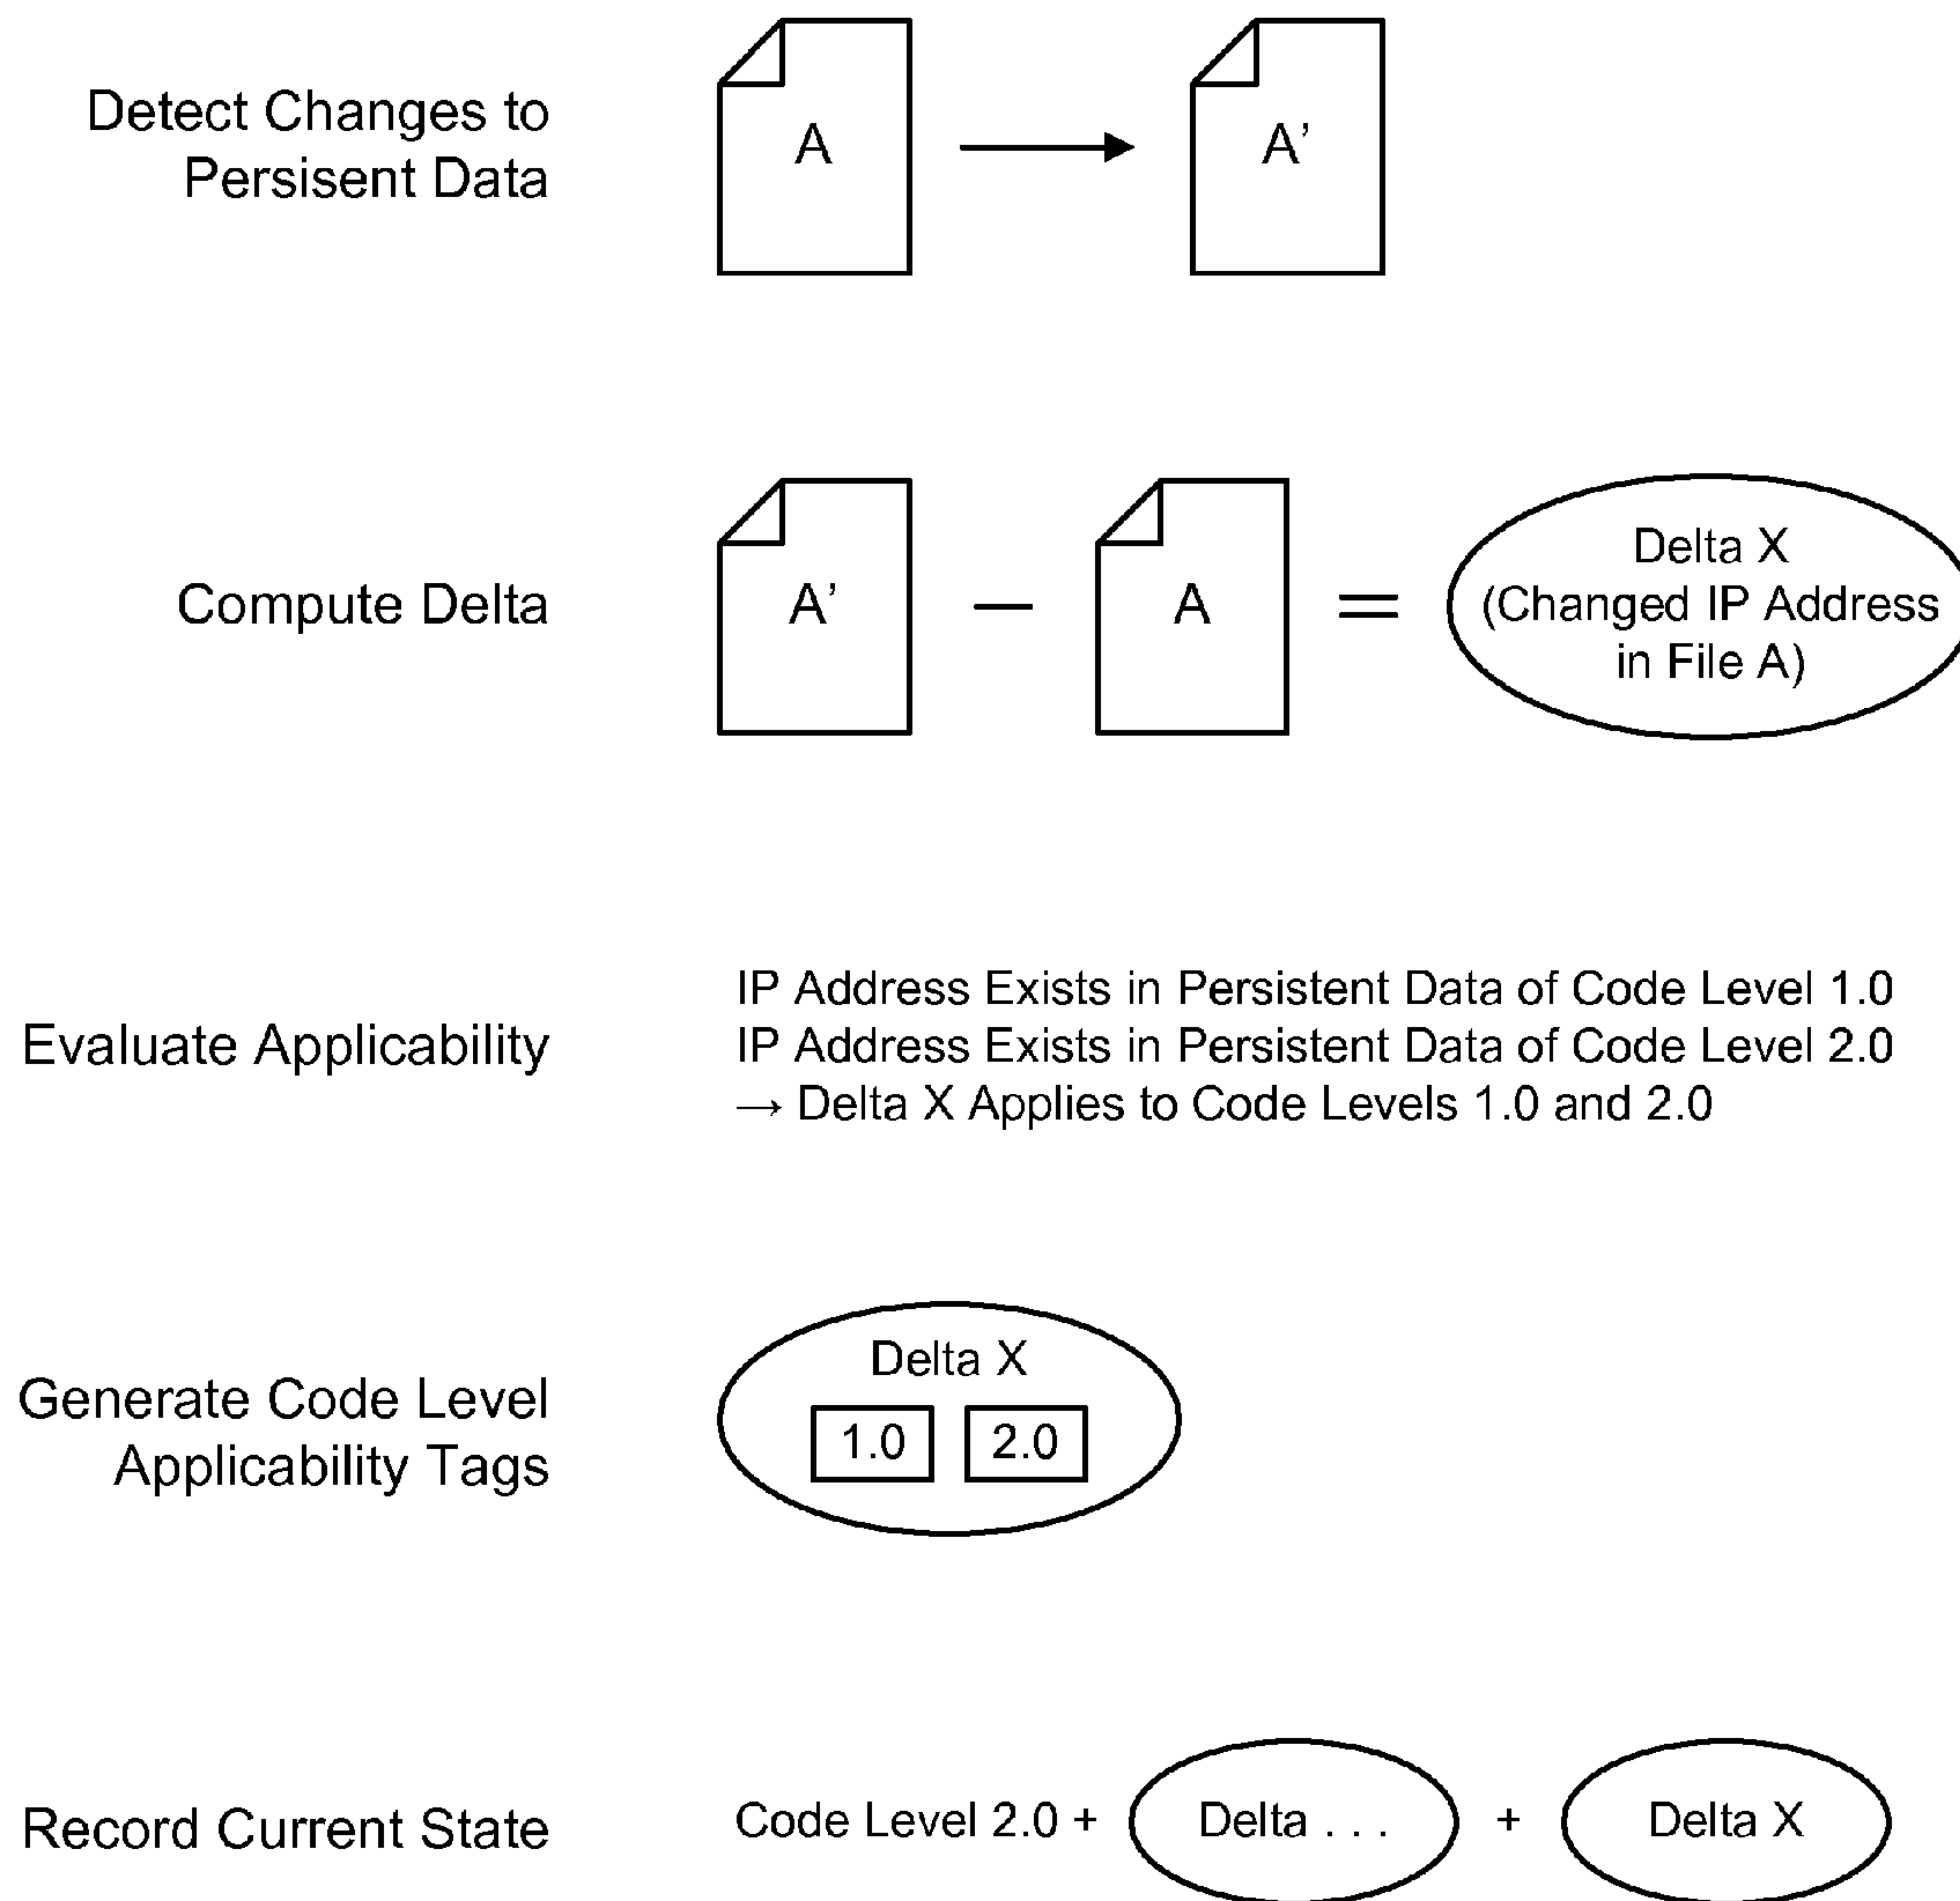 Detect Changes to
Persisent Data
A
A'
Compute Delta
A'
—
A
=
Delta X
(Changed IP Address
in File A)
Evaluate Applicability
IP Address Exists in Persistent Data of Code Level 1.0
IP Address Exists in Persistent Data of Code Level 2.0
→ Delta X Applies to Code Levels 1.0 and 2.0
Generate Code Level
Applicability Tags
Delta X
1.0
2.0
Record Current State
Code Level 2.0 +
Delta . . .
+
Delta X